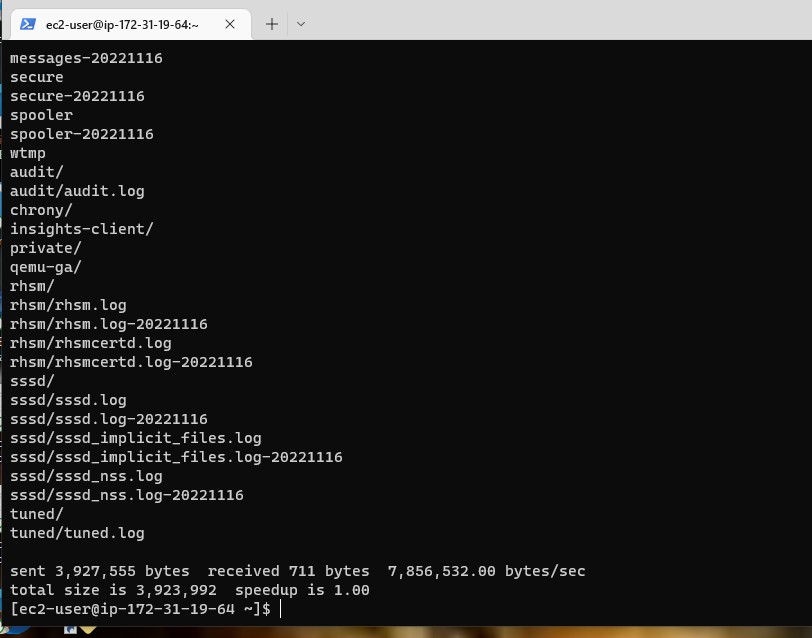 ec2-user@ip-172-31-19-64:~
messages-20221116
secure
secure-20221116
spooler
spooler-20221116
wtmp
audit/
audit/audit.log
chrony/
insights-client/
private/
qemu-ga/
rhsm/
rhsm/rhsm.log
rhsm/rhsm.log-20221116
rhsm/rhsmcertd.log
rhsm/rhsmcertd.log-20221116
sssd/
sssd/sssd.log
sssd/sssd.log-20221116
sssd/sssd_implicit_files.log
sssd/sssd_implicit_files.log-20221116
sssd/sssd_nss.log
sssd/sssd_nss.log-20221116
tuned/
tuned/tuned.log
sent 3,927,555 bytes  received 711 bytes  7,856,532.00 bytes/sec
total size is 3,923,992  speedup is 1.00
[ec2-user@ip-172-31-19-64 ~]$